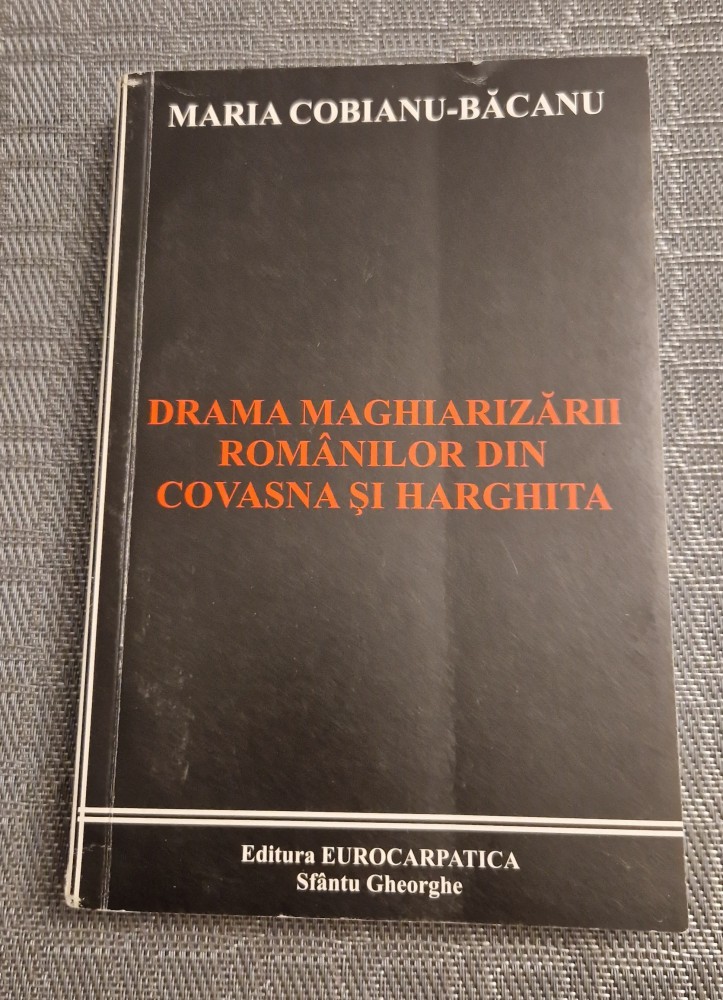 MARIA COBIANU-BĂCANU
DRAMA MAGHIARIZĂRII
ROMÂNILOR DIN
COVASNA ŞI HARGHITA
Editura EUROCARPATICA
Sfântu Gheorghe